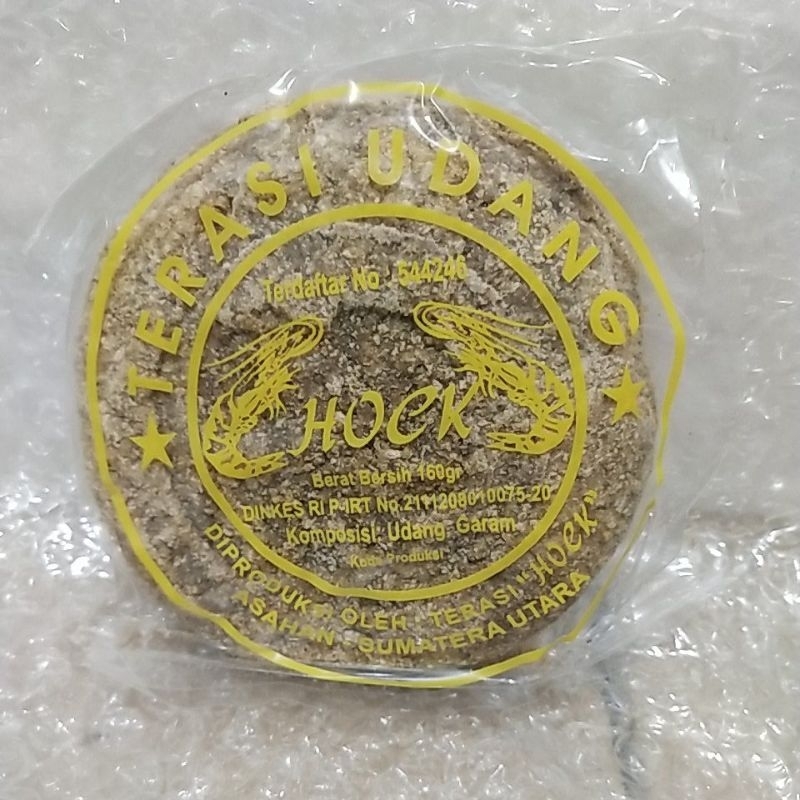 TERASI UDANG
Terdaftar No : 544246
HOCK
Berat Bersih 160gr
DINKES RI P-IRT No.2111208010075-20
Komposisi: Udang, Garam
Kode Produksi
DIPRODUKSI OLEH : TERASI "HOCK"
ASAHAN - SUMATERA UTARA